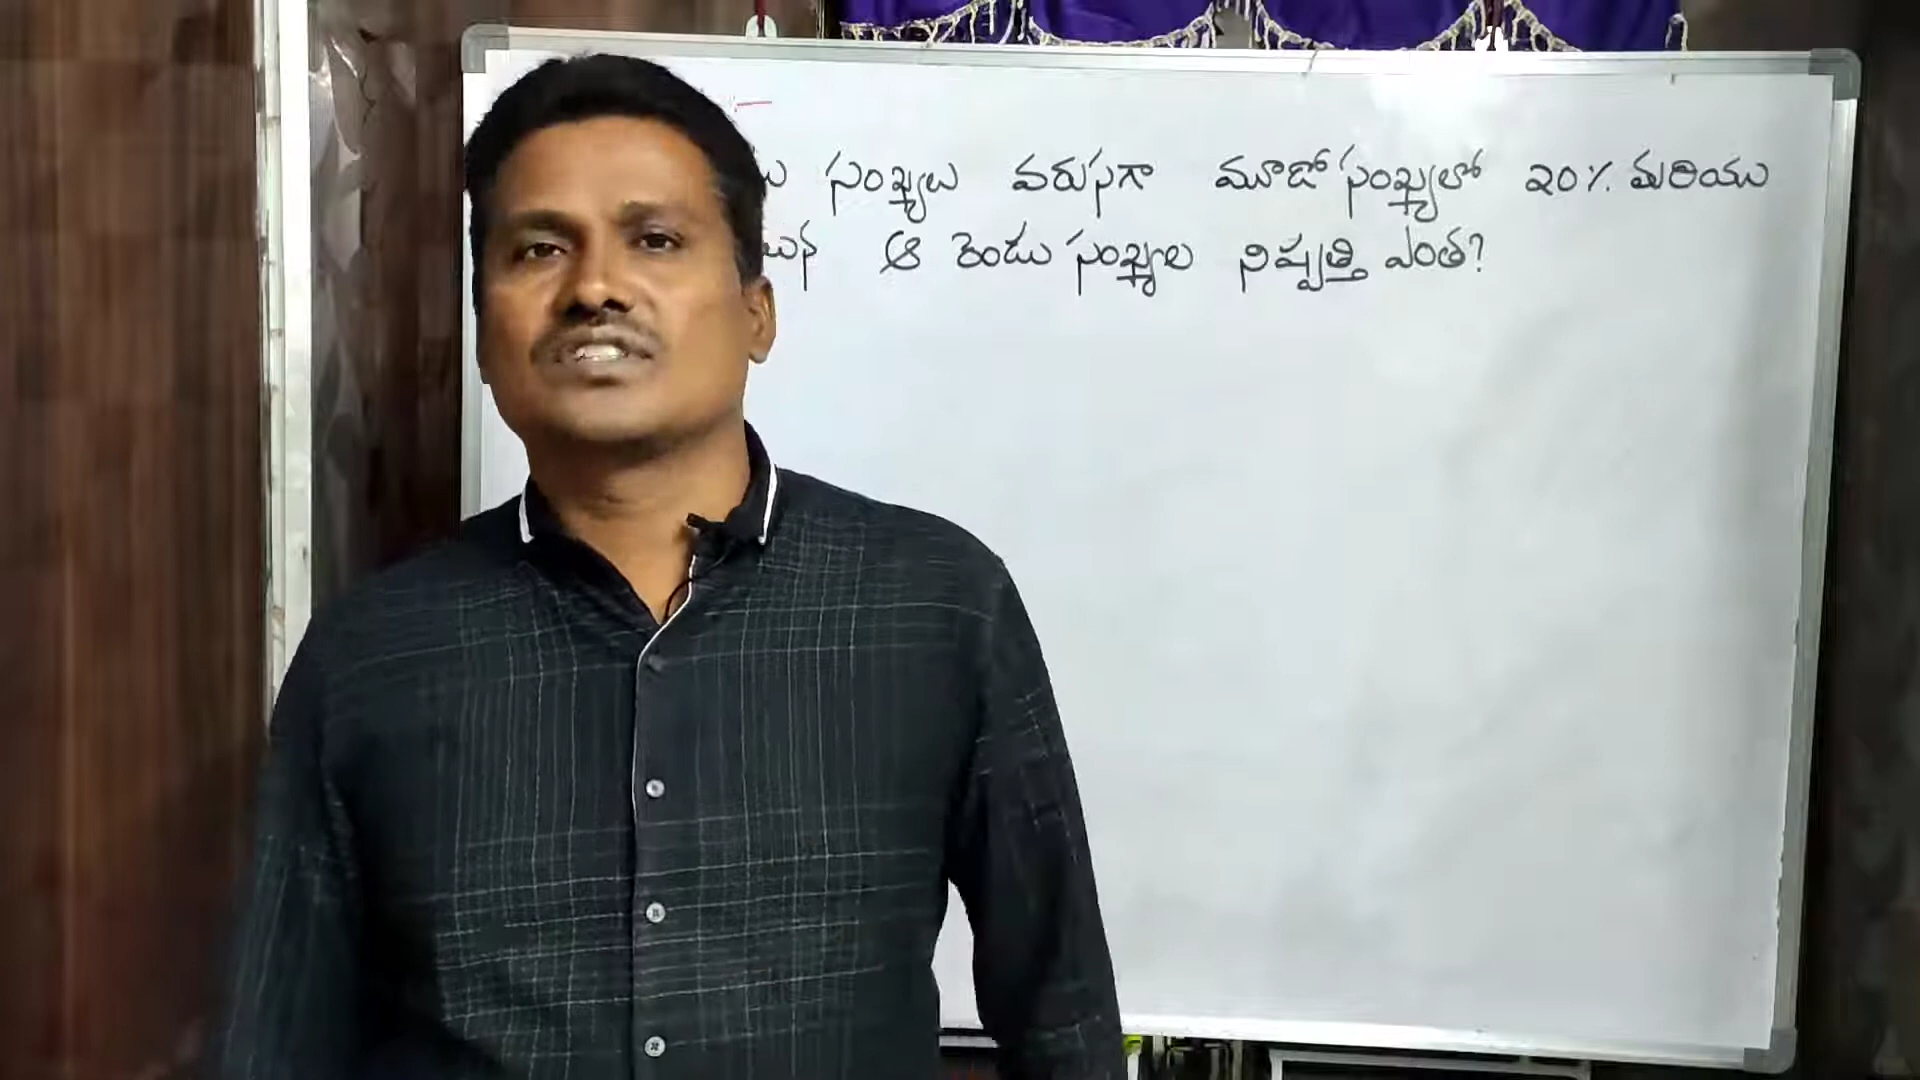 సంఖ్యలు వరుసగా మూడో సంఖ్యలో 20% మరియు
ఆ రెండు సంఖ్యల నిష్పత్తి ఎంత?